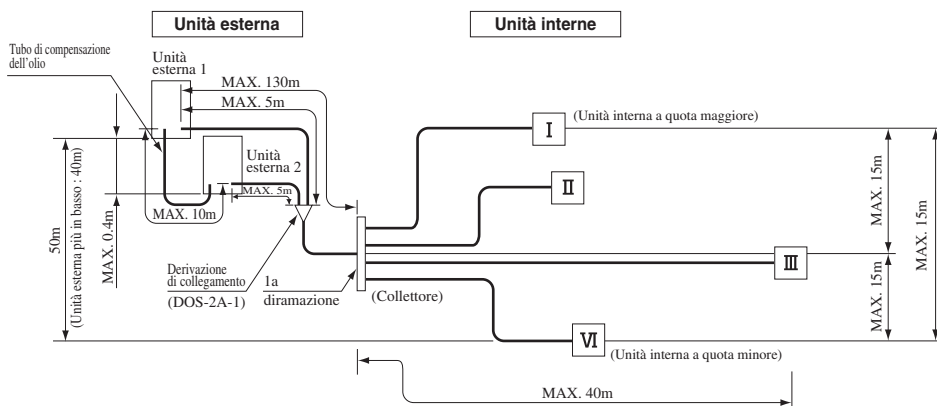 Unità esterna
Unità interne
Tubo di compensazione
dell'olio
Unità
esterna 1
MAX. 130m
MAX. 5m
Unità
esterna 2
MAX. 5m
MAX. 10m
50m
(Unità esterna più in basso : 40m)
MAX. 0.4m
Derivazione
di collegamento
(DOS-2A-1)
1a
diramazione
(Collettore)
I
(Unità interna a quota maggiore)
II
III
VI
(Unità interna a quota minore)
MAX. 15m
MAX. 15m
MAX. 15m
MAX. 40m